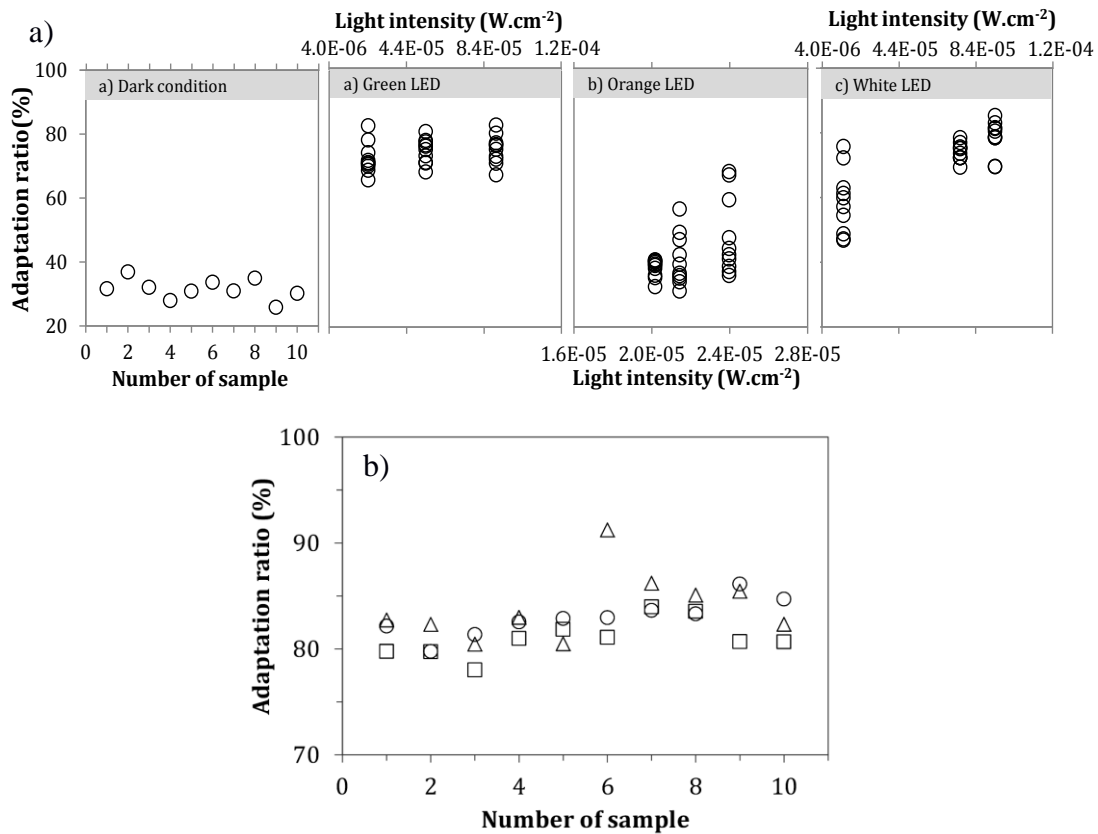 a)
Light intensity (W.cm-2)
4.0E-06 4.4E-05 8.4E-05 1.2E-04
Light intensity (W.cm-2)
4.0E-06 4.4E-05 8.4E-05 1.2E-04
a) Dark condition
a) Green LED
b) Orange LED
c) White LED
Adaptation ratio(%)
100
80
60
40
20
0 2 4 6 8 10
Number of sample
1.6E-05 2.0E-05 2.4E-05 2.8E-05
Light intensity (W.cm-2)
b)
Adaptation ratio (%)
100
90
80
70
0 2 4 6 8 10
Number of sample